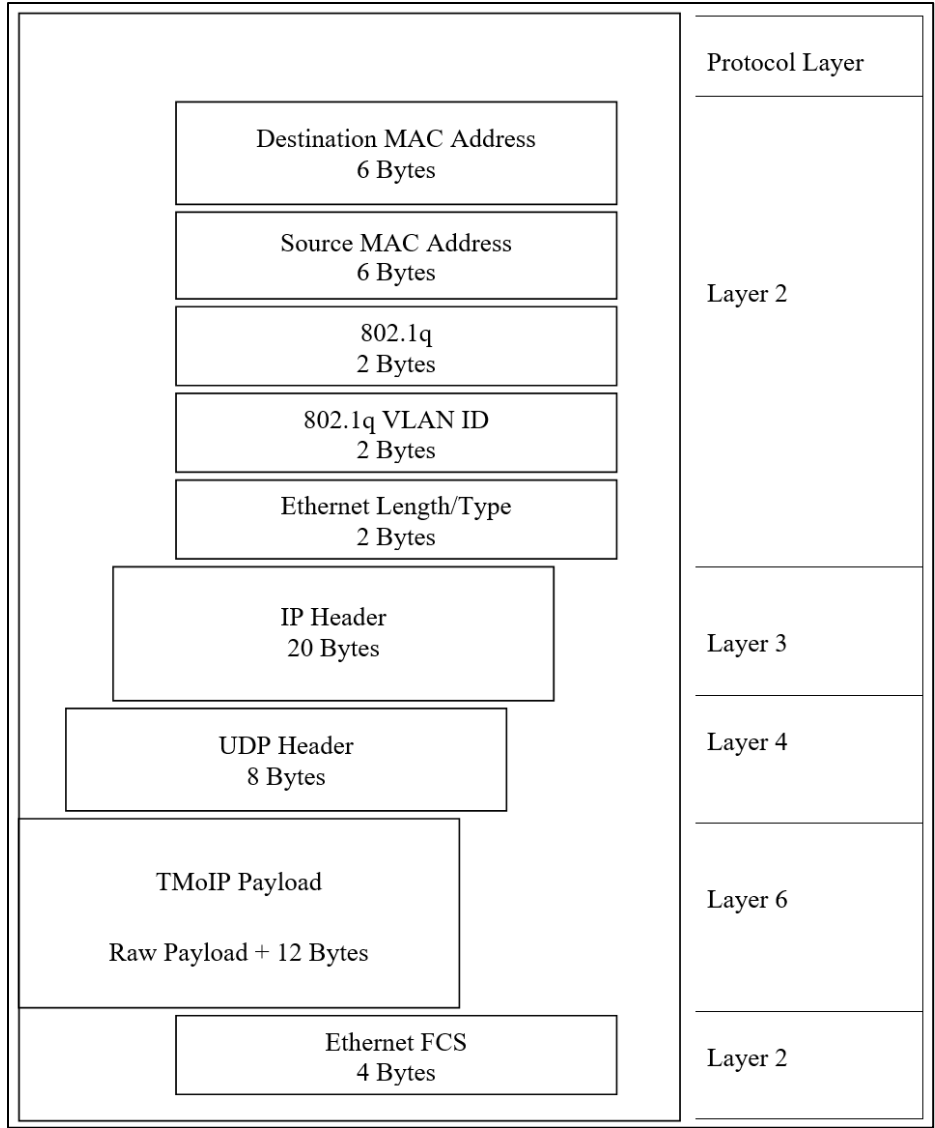 Protocol Layer
Destination MAC Address
6 Bytes
Source MAC Address
6 Bytes
Layer 2
802.1q
2 Bytes
802.1q VLAN ID
2 Bytes
Ethernet Length/Type
2 Bytes
IP Header
20 Bytes
Layer 3
UDP Header
8 Bytes
Layer 4
TMoIP Payload
Raw Payload + 12 Bytes
Layer 6
Ethernet FCS
4 Bytes
Layer 2